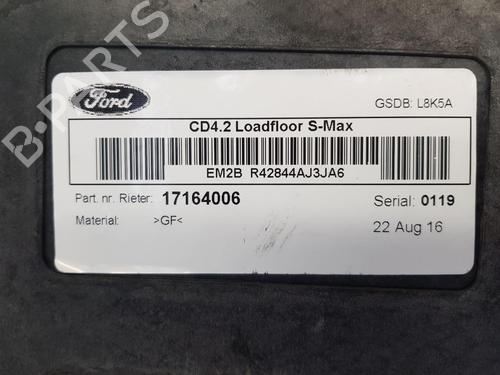 Ford
GSDB: L8K5A
CD4.2 Loadfloor S-Max
EM2B R42844AJ3JA6
Part. nr. Rieter: 17164006
Serial: 0119
Material: >GF<
22 Aug 16
B-PARTS